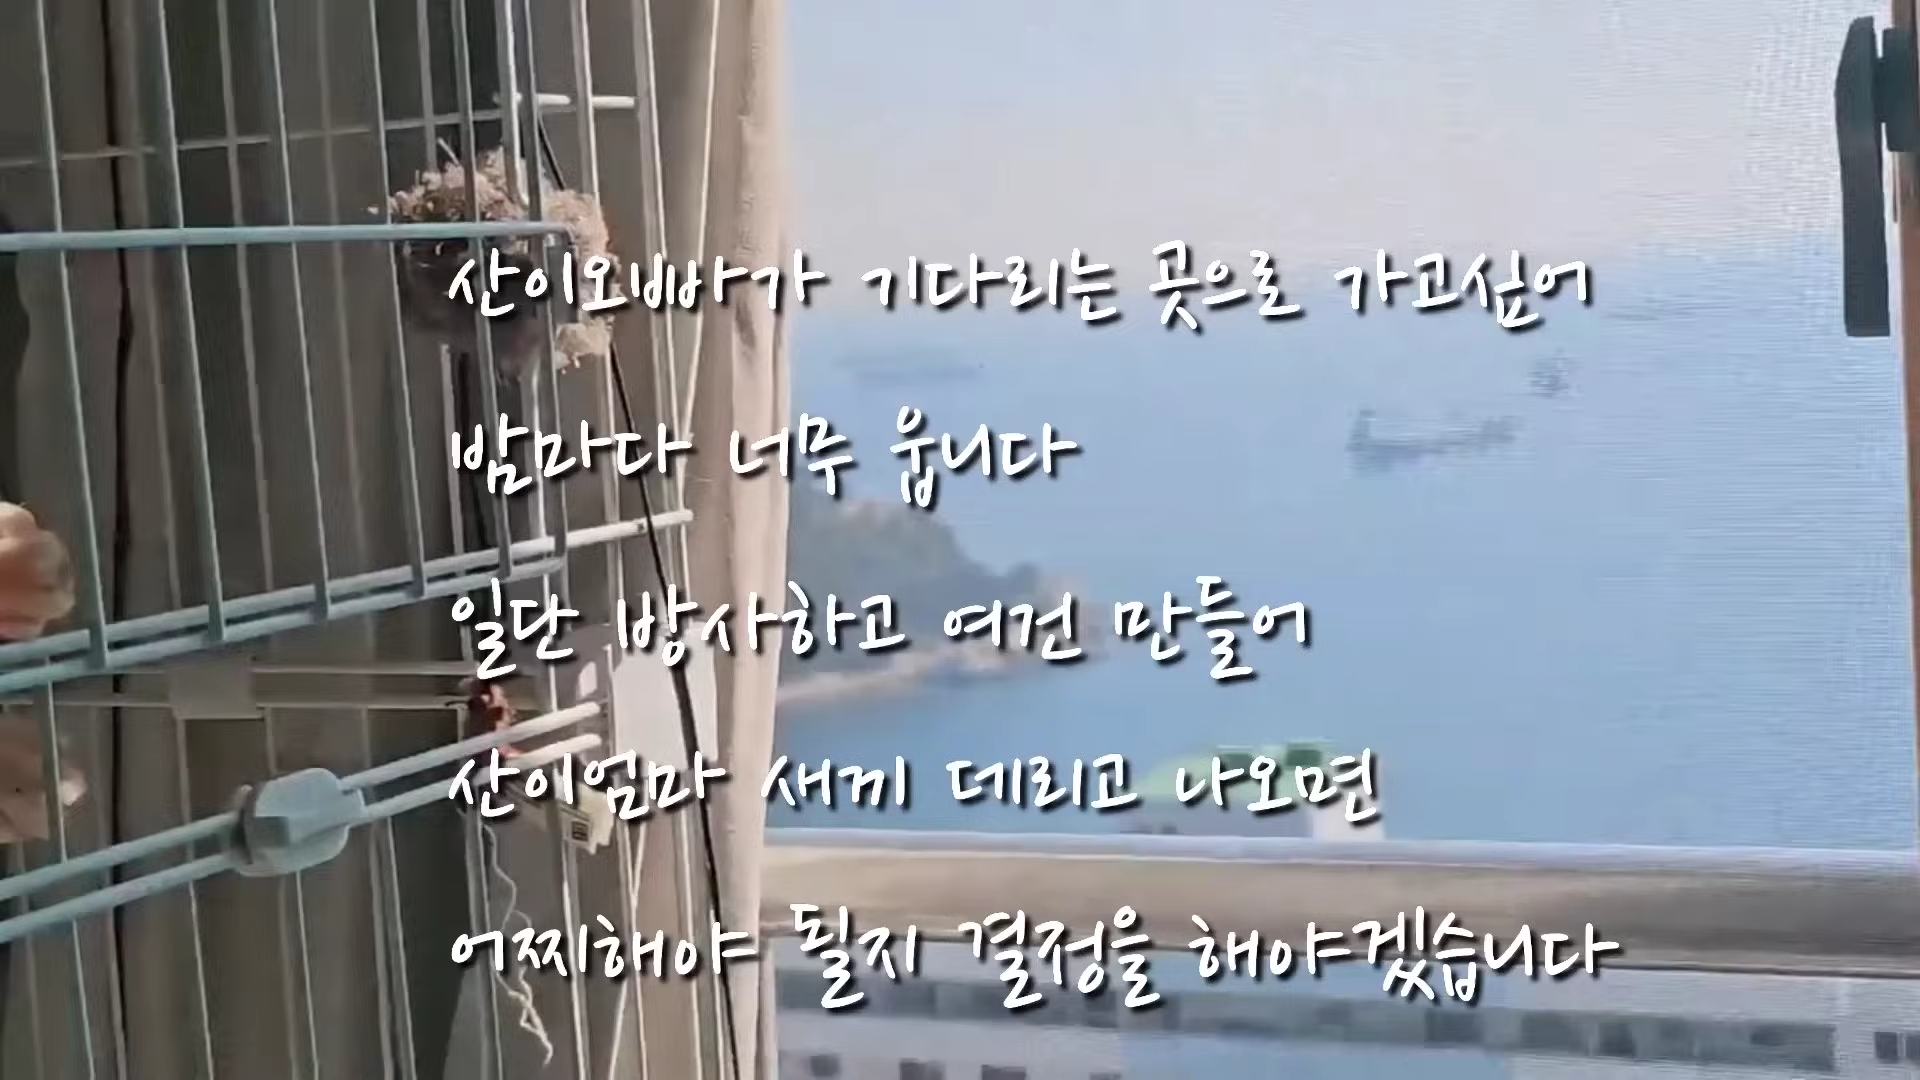 산이오빠가 기다리는 곳으로 가고싶어
밤마다 너무 웁니다
일단 방사하고 여건 만들어
산이엄마 새끼 데리고 나오면
어찌해야 될지 결정을 해야겠습니다